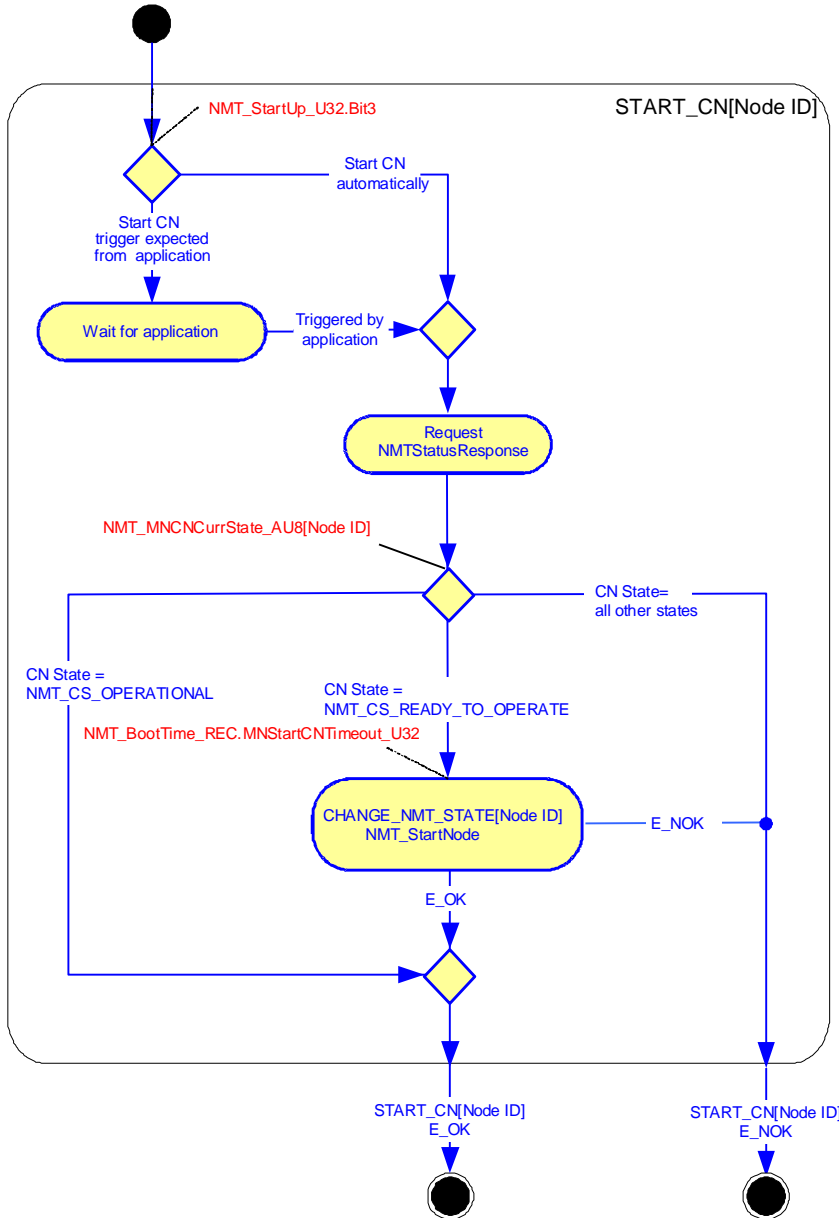 NMT_StartUp_U32.Bit3
START_CN[Node ID]
Start CN
automatically
Start CN
trigger expected
from application
Wait for application
Triggered by
application
Request
NMTStatusResponse
NMT_MNCNCurrState_AU8[Node ID]
CN State=
all other states
CN State =
NMT_CS_OPERATIONAL
CN State =
NMT_CS_READY_TO_OPERATE
NMT_BootTime_REC.MNStartCNTimeout_U32
CHANGE_NMT_STATE[Node ID]
NMT_StartNode
E_NOK
E_OK
START_CN[Node ID]
E_OK
START_CN[Node ID]
E_NOK